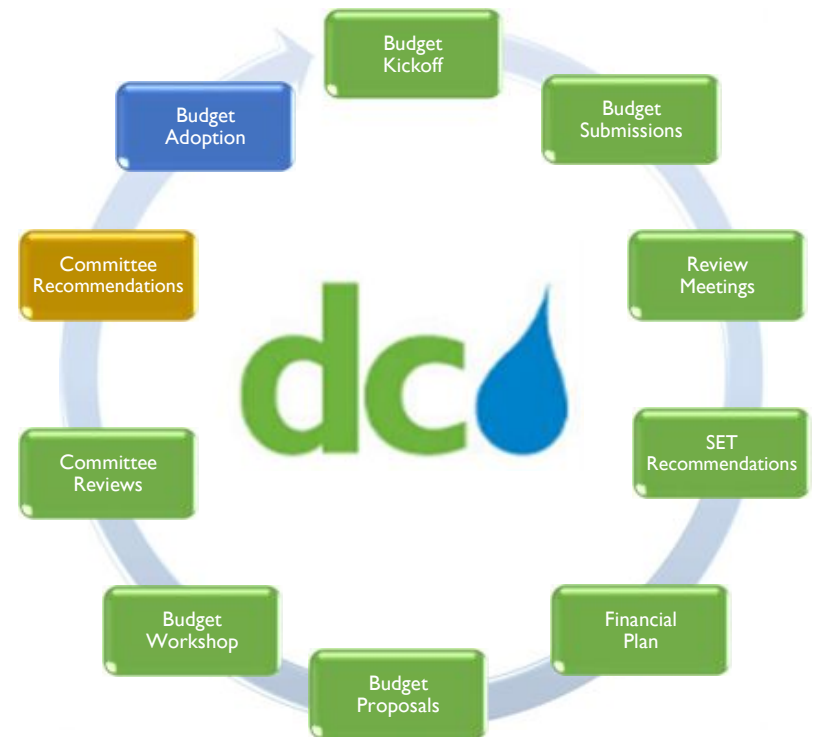 Budget
Kickoff
Budget
Submissions
Review
Meetings
SET
Recommendations
Financial
Plan
Budget
Proposals
Budget
Workshop
Committee
Reviews
Committee
Recommendations
Budget
Adoption
dc